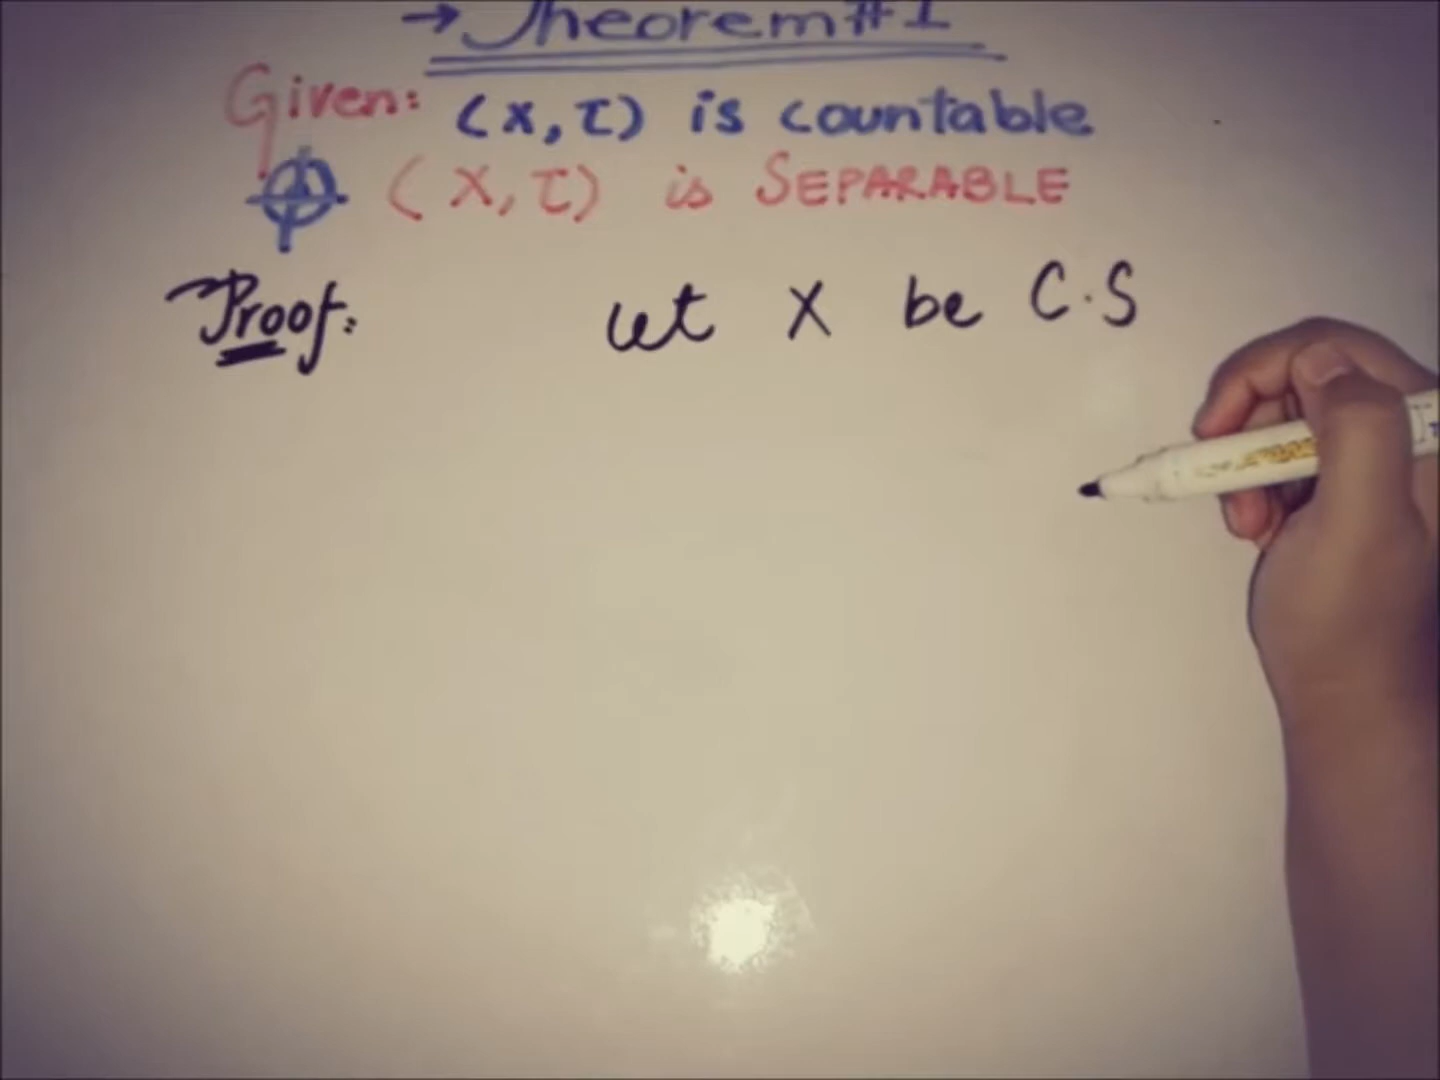 → Theorem #1
Given: (X, τ) is countable
(X, τ) is SEPARABLE
Proof: let X be C.S